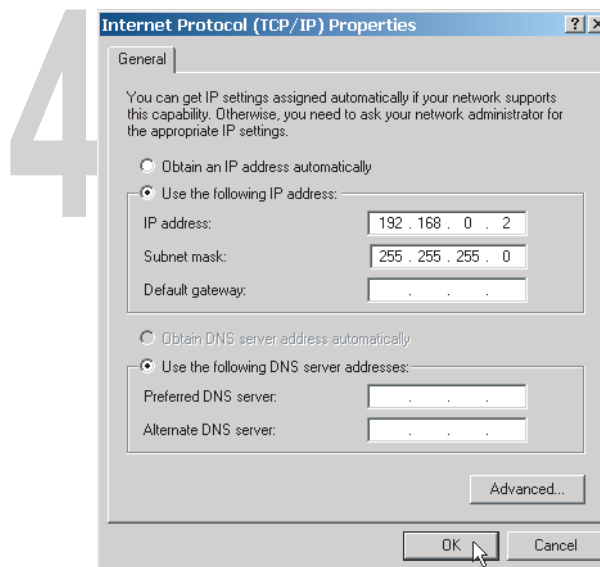 4
Internet Protocol (TCP/IP) Properties
General
You can get IP settings assigned automatically if your network supports
this capability. Otherwise, you need to ask your network administrator for
the appropriate IP settings.
Obtain an IP address automatically
Use the following IP address:
IP address: 192 . 168 . 0 . 2
Subnet mask: 255 . 255 . 255 . 0
Default gateway: . . .
Obtain DNS server address automatically
Use the following DNS server addresses:
Preferred DNS server: . . .
Alternate DNS server: . . .
Advanced...
OK Cancel